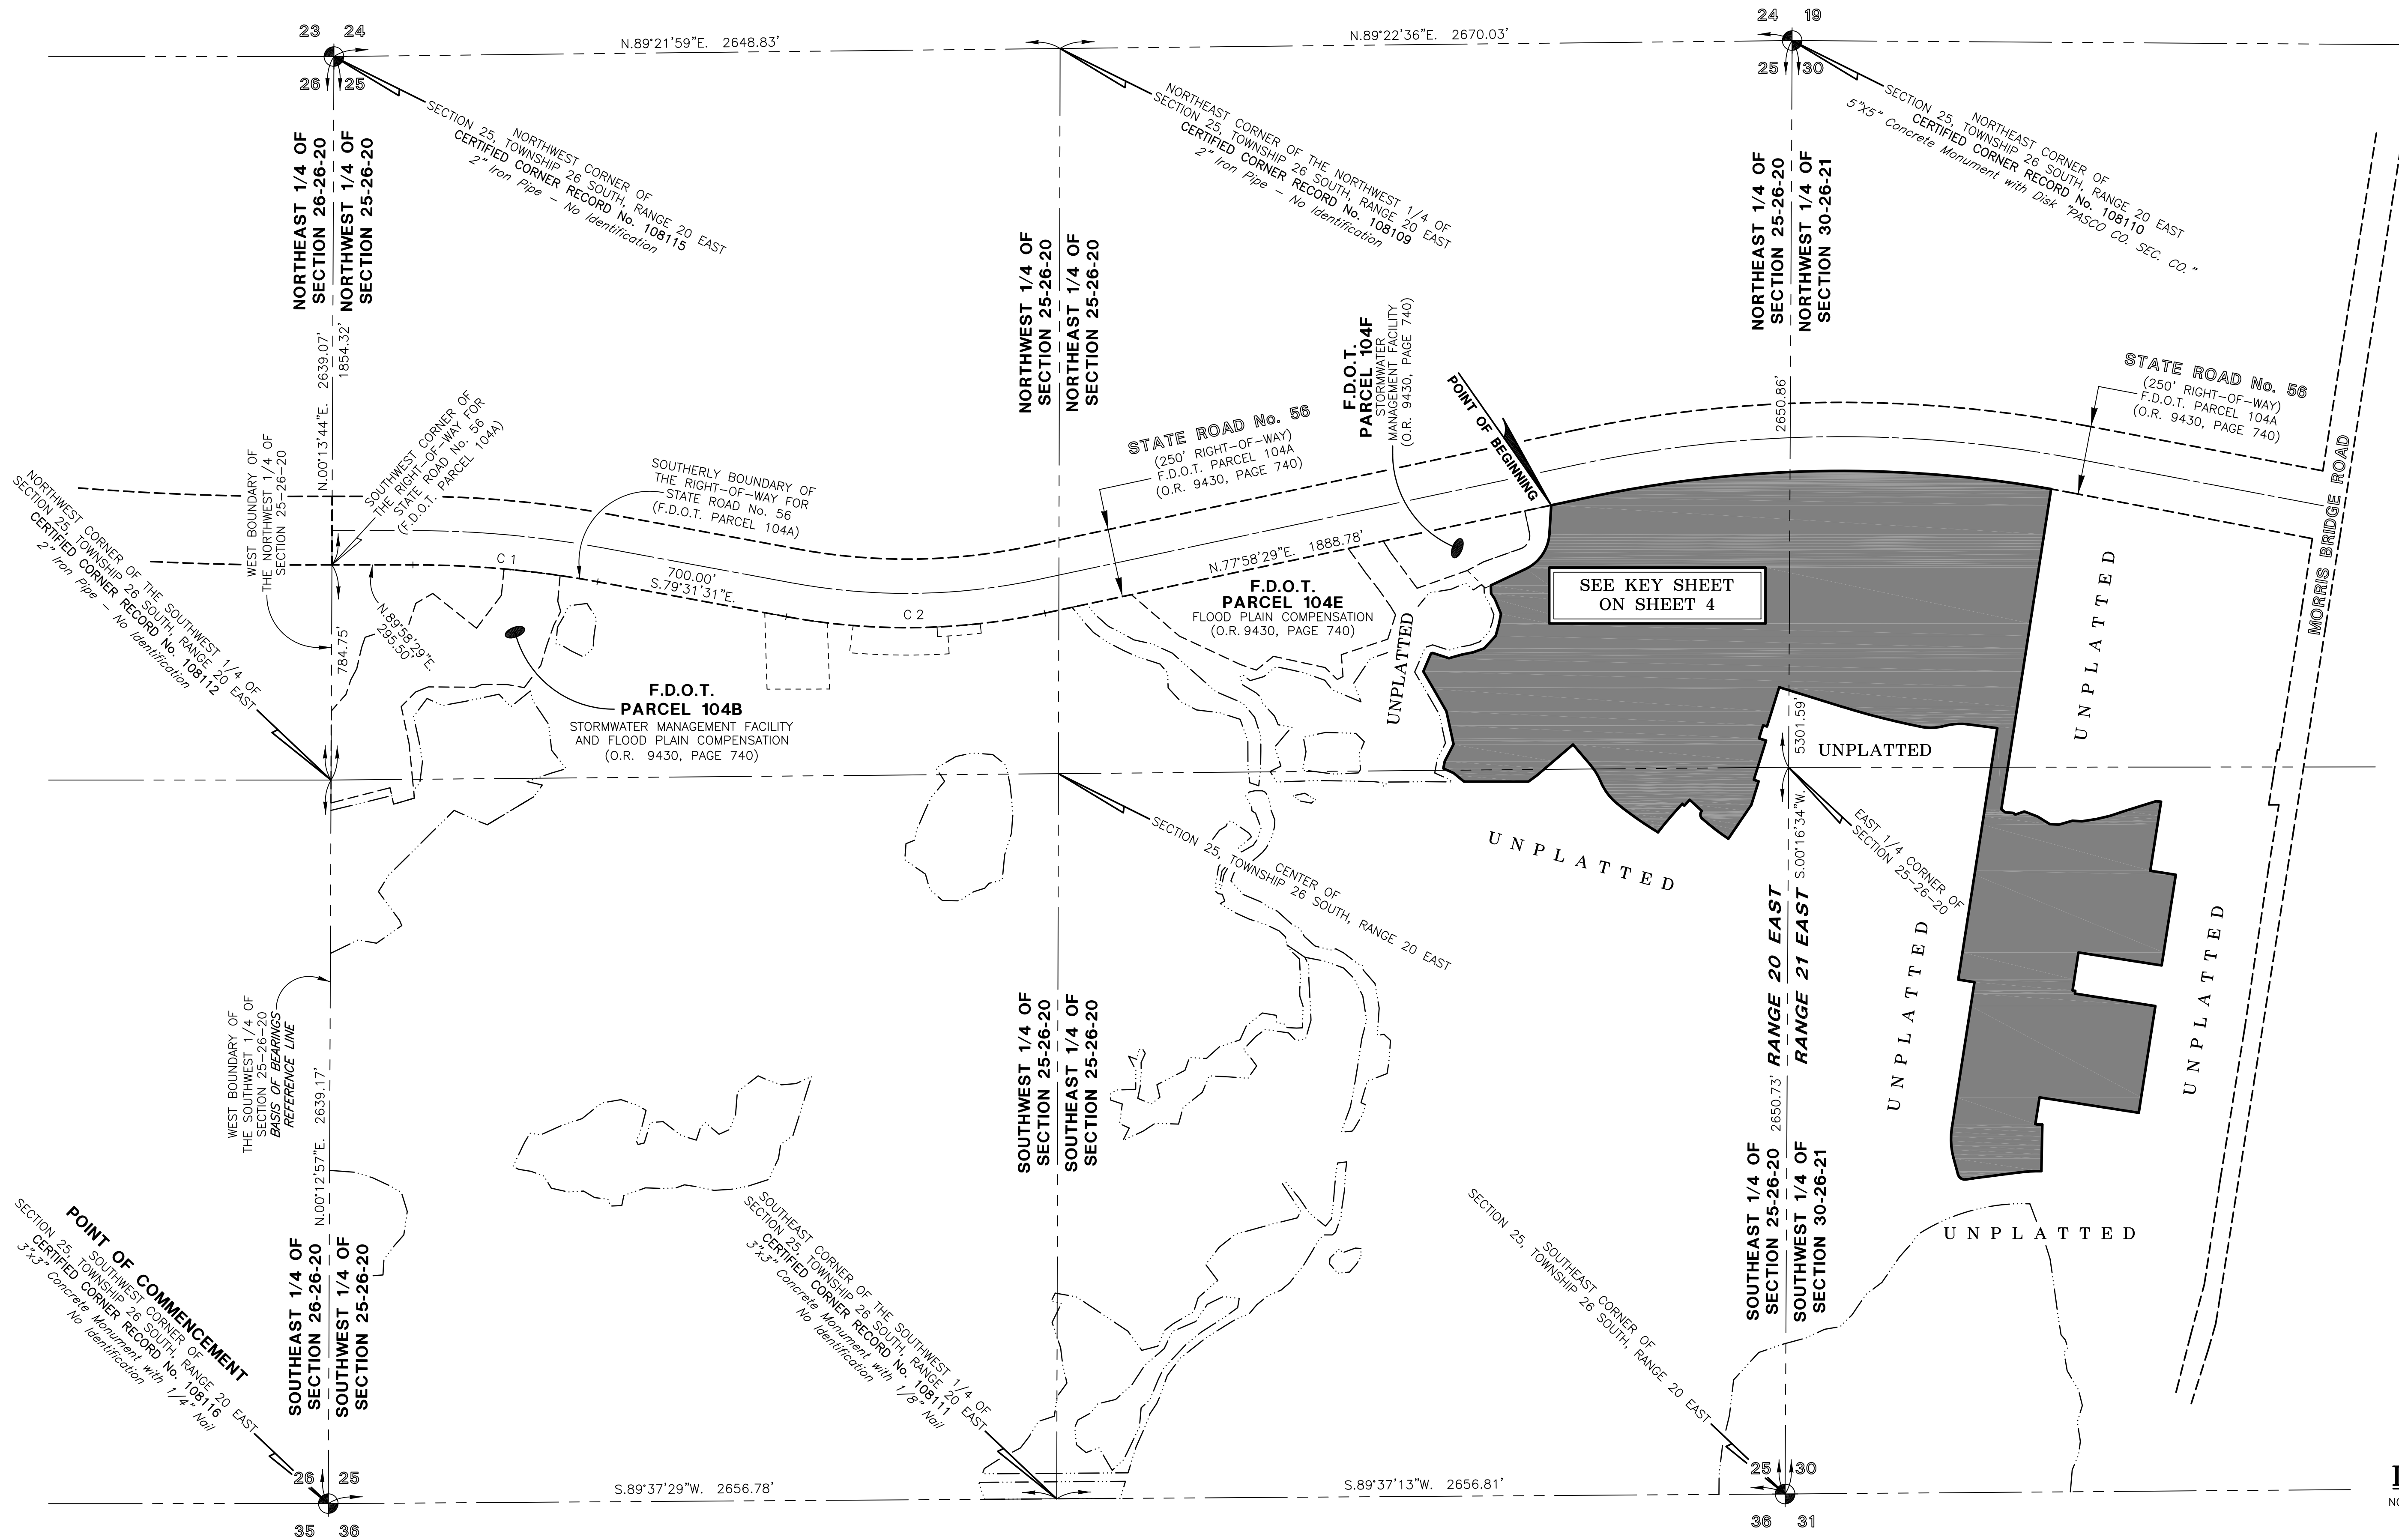 23 24
26 25
N.89°21'59"E. 2648.83'
N.89°22'36"E. 2670.03'
24 19
25 30
NORTHWEST CORNER OF
SECTION 25, TOWNSHIP 26 SOUTH, RANGE 20 EAST
CERTIFIED CORNER RECORD No. 108115
2" Iron Pipe – No Identification
NORTHEAST CORNER OF THE NORTHWEST 1/4 OF
SECTION 25, TOWNSHIP 26 SOUTH, RANGE 20 EAST
CERTIFIED CORNER RECORD No. 108109
2" Iron Pipe – No Identification
NORTHEAST CORNER OF
SECTION 25, TOWNSHIP 26 SOUTH, RANGE 20 EAST
CERTIFIED CORNER RECORD No. 108110
5"X5" Concrete Monument with Disk "PASCO CO. SEC. CO."
NORTHEAST 1/4 OF
SECTION 26-26-20
NORTHWEST 1/4 OF
SECTION 25-26-20
NORTHWEST 1/4 OF
SECTION 25-26-20
NORTHEAST 1/4 OF
SECTION 25-26-20
NORTHEAST 1/4 OF
SECTION 25-26-20
NORTHWEST 1/4 OF
SECTION 30-26-21
N.00°13'44"E. 2639.07'
1854.32'
SOUTHWEST CORNER OF
THE RIGHT-OF-WAY FOR
STATE ROAD No. 56
(F.D.O.T. PARCEL 104A)
WEST BOUNDARY OF
THE NORTHWEST 1/4 OF
SECTION 25-26-20
NORTHWEST CORNER OF THE SOUTHWEST 1/4 OF
SECTION 25, TOWNSHIP 26 SOUTH, RANGE 20 EAST
CERTIFIED CORNER RECORD No. 108112
2" Iron Pipe – No Identification
SOUTHERLY BOUNDARY OF
THE RIGHT-OF-WAY FOR
STATE ROAD No. 56
(F.D.O.T. PARCEL 104A)
STATE ROAD No. 56
(250' RIGHT-OF-WAY)
F.D.O.T. PARCEL 104A
(O.R. 9430, PAGE 740)
F.D.O.T.
PARCEL 104F
STORMWATER
MANAGEMENT FACILITY
(O.R. 9430, PAGE 740)
POINT OF BEGINNING
2650.86'
STATE ROAD No. 56
(250' RIGHT-OF-WAY)
F.D.O.T. PARCEL 104A
(O.R. 9430, PAGE 740)
MORRIS BRIDGE ROAD
C 1
700.00'
S.79°31'31"E.
C 2
N.77°58'29"E. 1888.78'
N.89°58'29"E.
295.50'
784.75'
F.D.O.T.
PARCEL 104B
STORMWATER MANAGEMENT FACILITY
AND FLOOD PLAIN COMPENSATION
(O.R. 9430, PAGE 740)
F.D.O.T.
PARCEL 104E
FLOOD PLAIN COMPENSATION
(O.R. 9430, PAGE 740)
UNPLATTED
SEE KEY SHEET
ON SHEET 4
UNPLATTED
5301.59'
UNPLATTED
S.00°16'34"W.
EAST 1/4 CORNER OF
SECTION 25-26-20
CENTER OF
SECTION 25, TOWNSHIP 26 SOUTH, RANGE 20 EAST
UNPLATTED
RANGE 20 EAST
RANGE 21 EAST
UNPLATTED
UNPLATTED
WEST BOUNDARY OF
THE SOUTHWEST 1/4 OF
SECTION 25-26-20
BASIS OF BEARINGS
REFERENCE LINE
N.00°12'57"E. 2639.17'
SOUTHWEST 1/4 OF
SECTION 25-26-20
SOUTHEAST 1/4 OF
SECTION 25-26-20
2650.73'
SOUTHEAST 1/4 OF
SECTION 25-26-20
SOUTHWEST 1/4 OF
SECTION 30-26-21
UNPLATTED
POINT OF COMMENCEMENT
SOUTHWEST CORNER OF
SECTION 25, TOWNSHIP 26 SOUTH, RANGE 20 EAST
CERTIFIED CORNER RECORD No. 108116
3"x3" Concrete Monument with 1/4" Nail
No Identification
SOUTHEAST 1/4 OF
SECTION 26-26-20
SOUTHWEST 1/4 OF
SECTION 25-26-20
SOUTHEAST CORNER OF THE SOUTHWEST 1/4 OF
SECTION 25, TOWNSHIP 26 SOUTH, RANGE 20 EAST
CERTIFIED CORNER RECORD No. 108111
3"x3" Concrete Monument with 1/8" Nail
No Identification
SOUTHEAST CORNER OF
SECTION 25, TOWNSHIP 26 SOUTH, RANGE 20 EAST
26 25
35 36
S.89°37'29"W. 2656.78'
S.89°37'13"W. 2656.81'
25 30
36 31